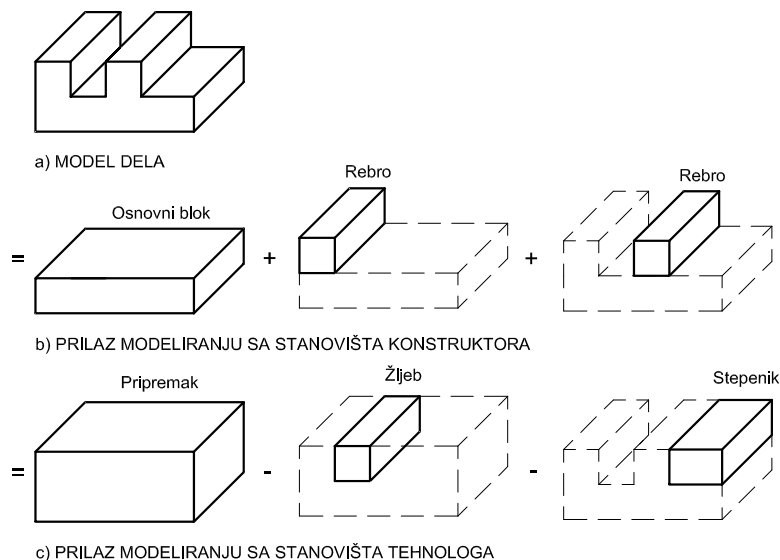 a) MODEL DELA
Rebro
Rebro
Osnovni blok
=
+
+
b) PRILAZ MODELIRANJU SA STANOVIŠTA KONSTRUKTORA
Pripremak
Žljeb
Stepenik
=
-
-
c) PRILAZ MODELIRANJU SA STANOVIŠTA TEHNOLOGA